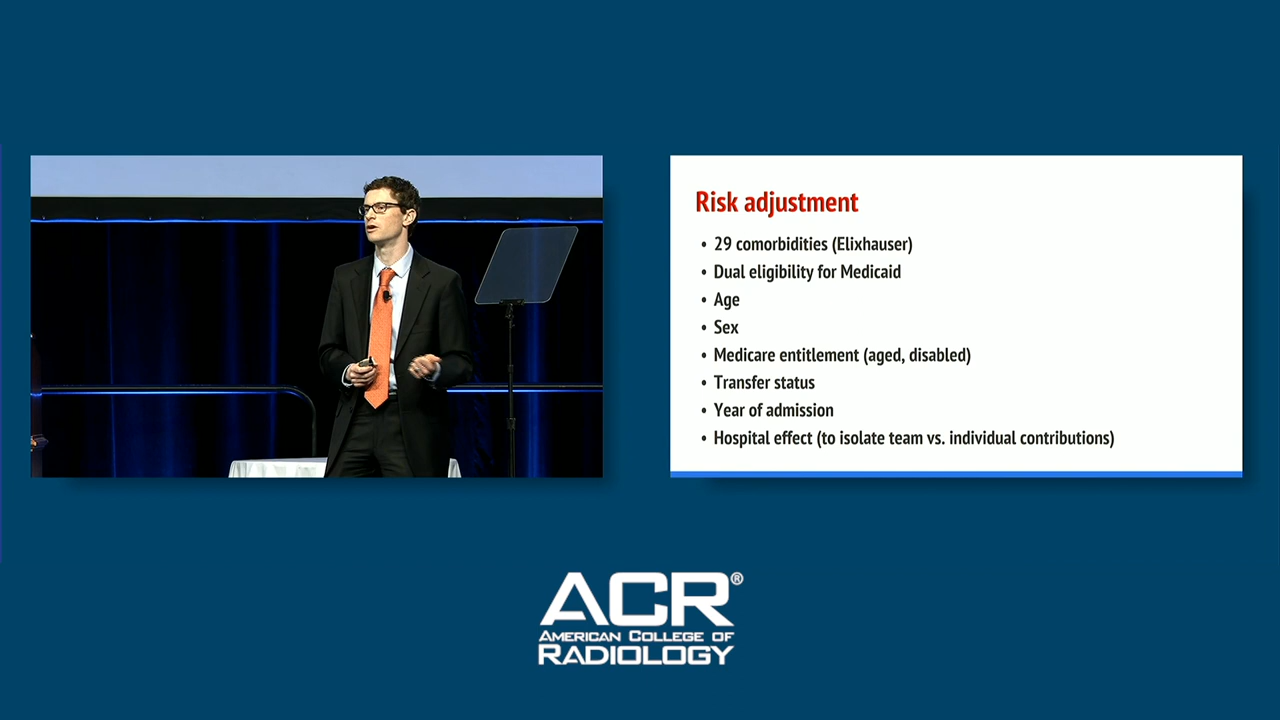 Risk adjustment
• 29 comorbidities (Elixhauser)
• Dual eligibility for Medicaid
• Age
• Sex
• Medicare entitlement (aged, disabled)
• Transfer status
• Year of admission
• Hospital effect (to isolate team vs. individual contributions)
ACR®
AMERICAN COLLEGE OF
RADIOLOGY